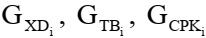 G_{XD_i} , G_{TB_i} , G_{CPK_i}